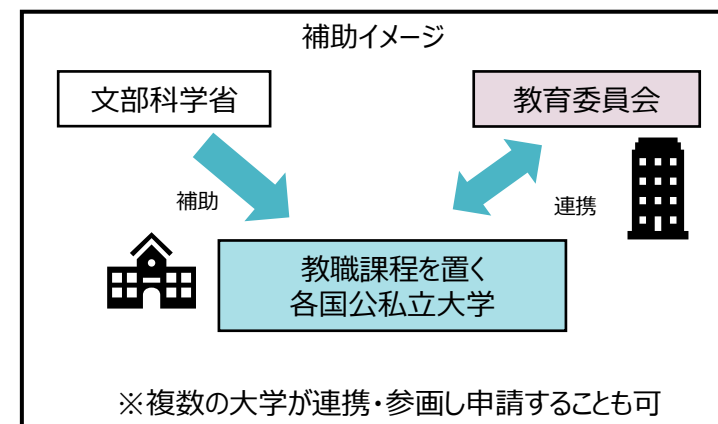 補助イメージ
文部科学省
教育委員会
補助
連携
教職課程を置く
各国公私立大学
※複数の大学が連携・参画し申請することも可